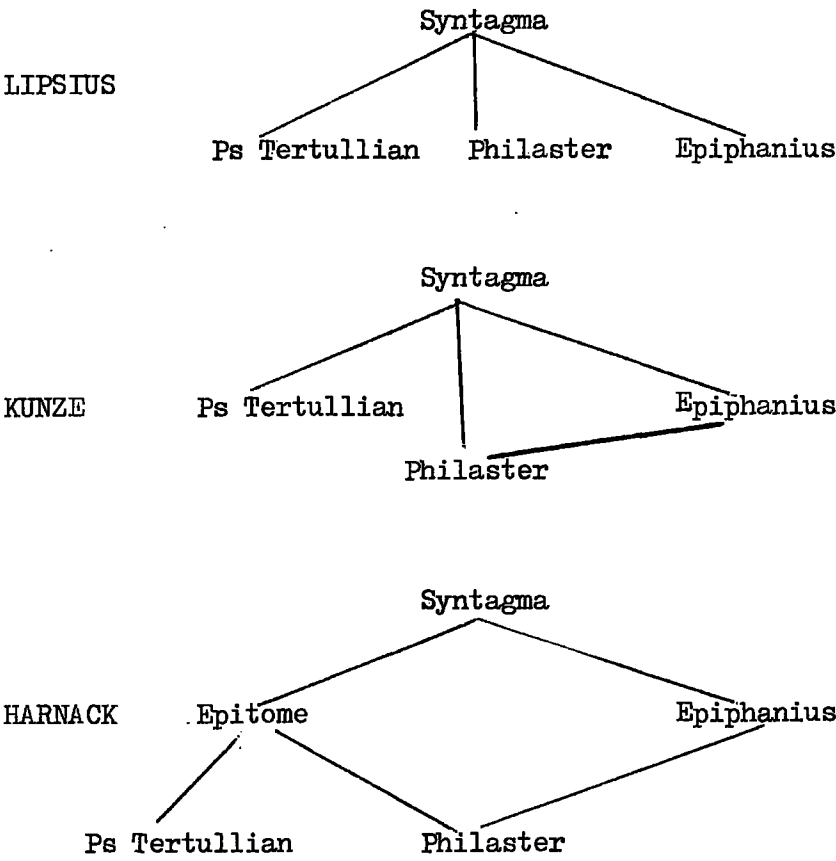 Syntagma
LIPSIUS
Ps Tertullian Philaster Epiphanius
Syntagma
KUNZE Ps Tertullian Epiphanius
Philaster
Syntagma
HARNACK Epitome Epiphanius
Ps Tertullian Philaster